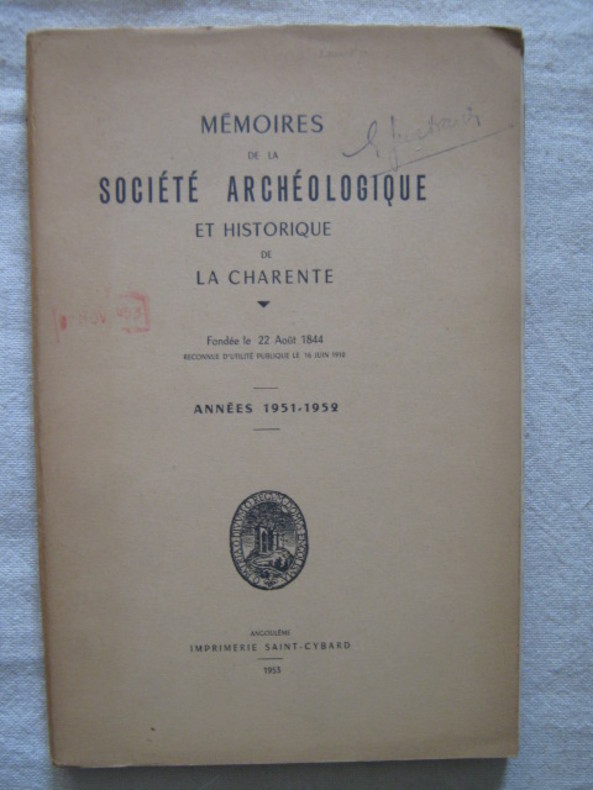 MÉMOIRES
DE LA
SOCIÉTÉ ARCHÉOLOGIQUE
ET HISTORIQUE
DE
LA CHARENTE
Fondée le 22 Août 1844
RECONNUE D'UTILITÉ PUBLIQUE LE 16 JUIN 1910
ANNÉES 1951-1952
ANGOULÊME
IMPRIMERIE SAINT-CYBARD
1953